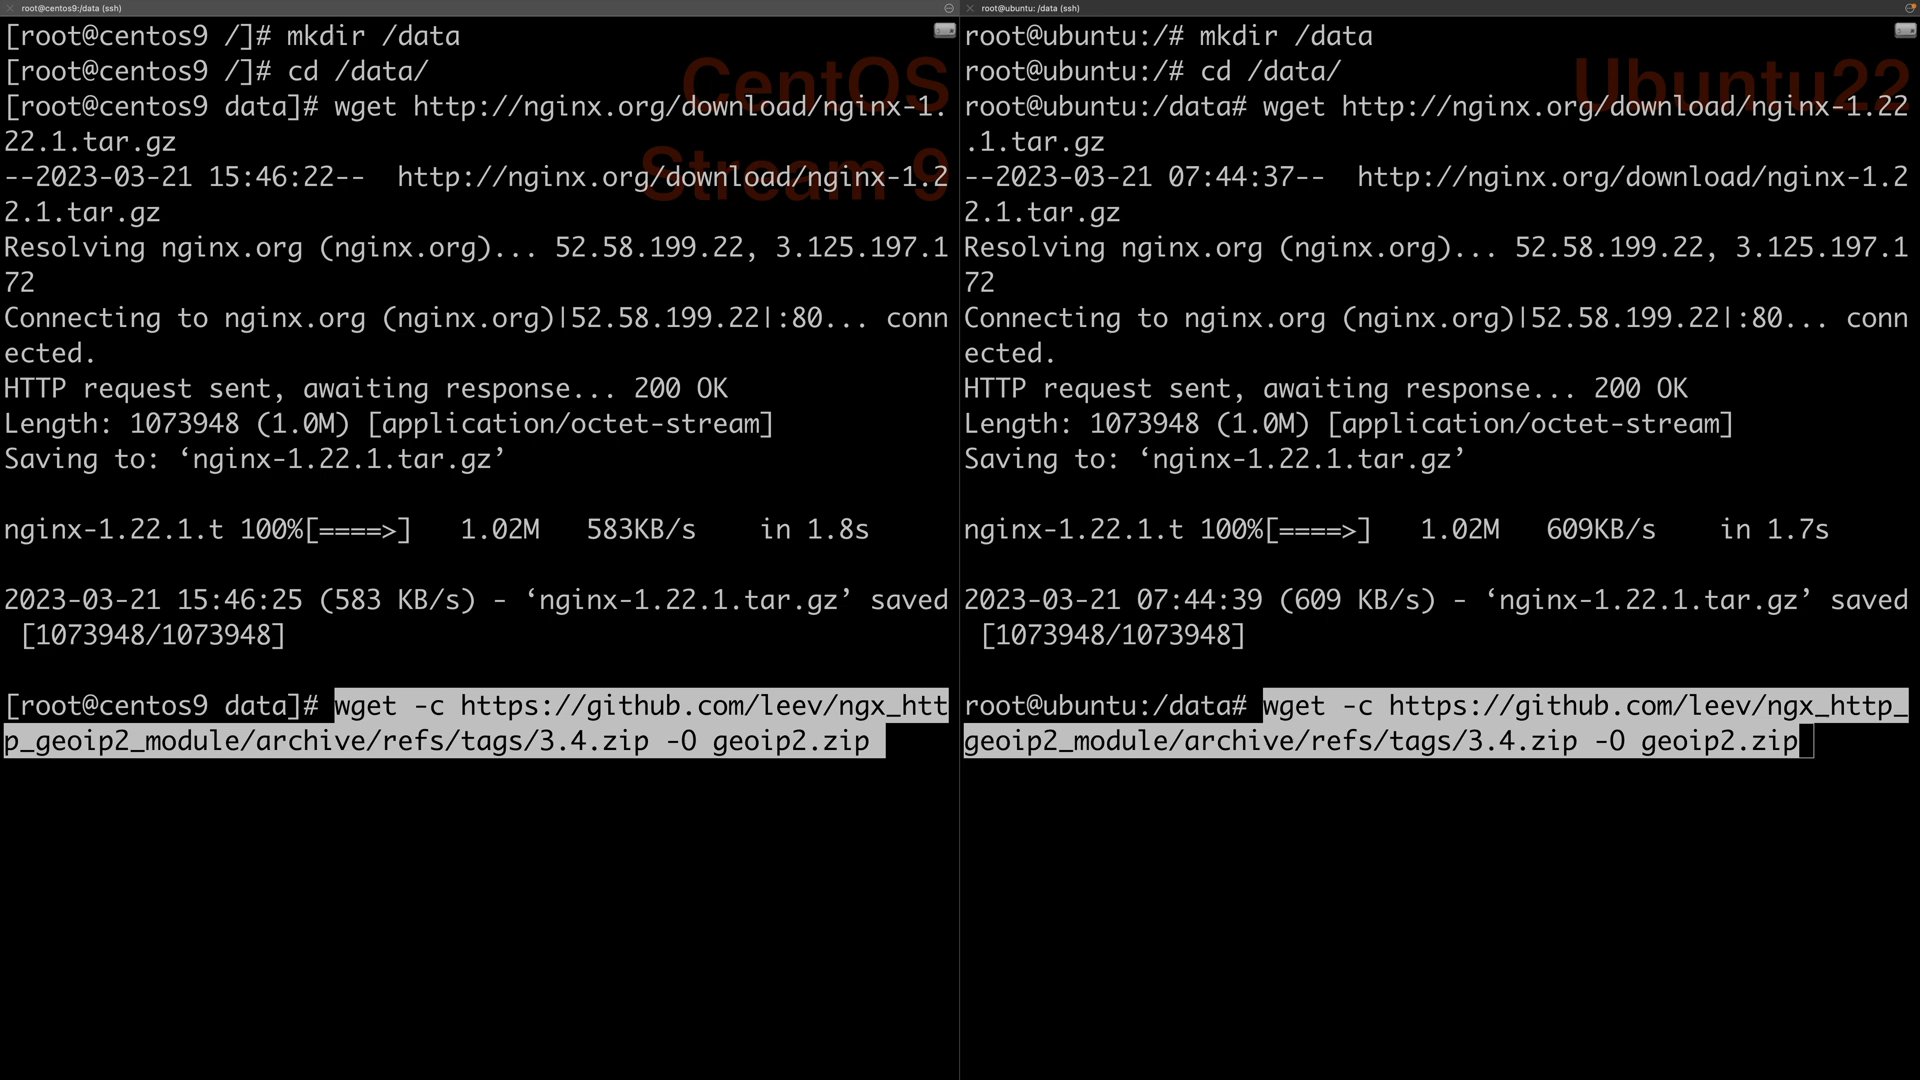 root@centos9:/data (ssh)
[root@centos9 /]# mkdir /data
[root@centos9 /]# cd /data/
[root@centos9 data]# wget http://nginx.org/download/nginx-1.
22.1.tar.gz
--2023-03-21 15:46:22--  http://nginx.org/download/nginx-1.2
2.1.tar.gz
Resolving nginx.org (nginx.org)... 52.58.199.22, 3.125.197.1
72
Connecting to nginx.org (nginx.org)|52.58.199.22|:80... conn
ected.
HTTP request sent, awaiting response... 200 OK
Length: 1073948 (1.0M) [application/octet-stream]
Saving to: ‘nginx-1.22.1.tar.gz’
nginx-1.22.1.t 100%[====>]   1.02M   583KB/s    in 1.8s
2023-03-21 15:46:25 (583 KB/s) - ‘nginx-1.22.1.tar.gz’ saved
[1073948/1073948]
[root@centos9 data]# wget -c https://github.com/leev/ngx_htt
p_geoip2_module/archive/refs/tags/3.4.zip -O geoip2.zip
CentOS
Stream 9
root@ubuntu: /data (ssh)
root@ubuntu:/# mkdir /data
root@ubuntu:/# cd /data/
root@ubuntu:/data# wget http://nginx.org/download/nginx-1.22
.1.tar.gz
--2023-03-21 07:44:37--  http://nginx.org/download/nginx-1.2
2.1.tar.gz
Resolving nginx.org (nginx.org)... 52.58.199.22, 3.125.197.1
72
Connecting to nginx.org (nginx.org)|52.58.199.22|:80... conn
ected.
HTTP request sent, awaiting response... 200 OK
Length: 1073948 (1.0M) [application/octet-stream]
Saving to: ‘nginx-1.22.1.tar.gz’
nginx-1.22.1.t 100%[====>]   1.02M   609KB/s    in 1.7s
2023-03-21 07:44:39 (609 KB/s) - ‘nginx-1.22.1.tar.gz’ saved
[1073948/1073948]
root@ubuntu:/data# wget -c https://github.com/leev/ngx_http_
geoip2_module/archive/refs/tags/3.4.zip -O geoip2.zip
Ubuntu22